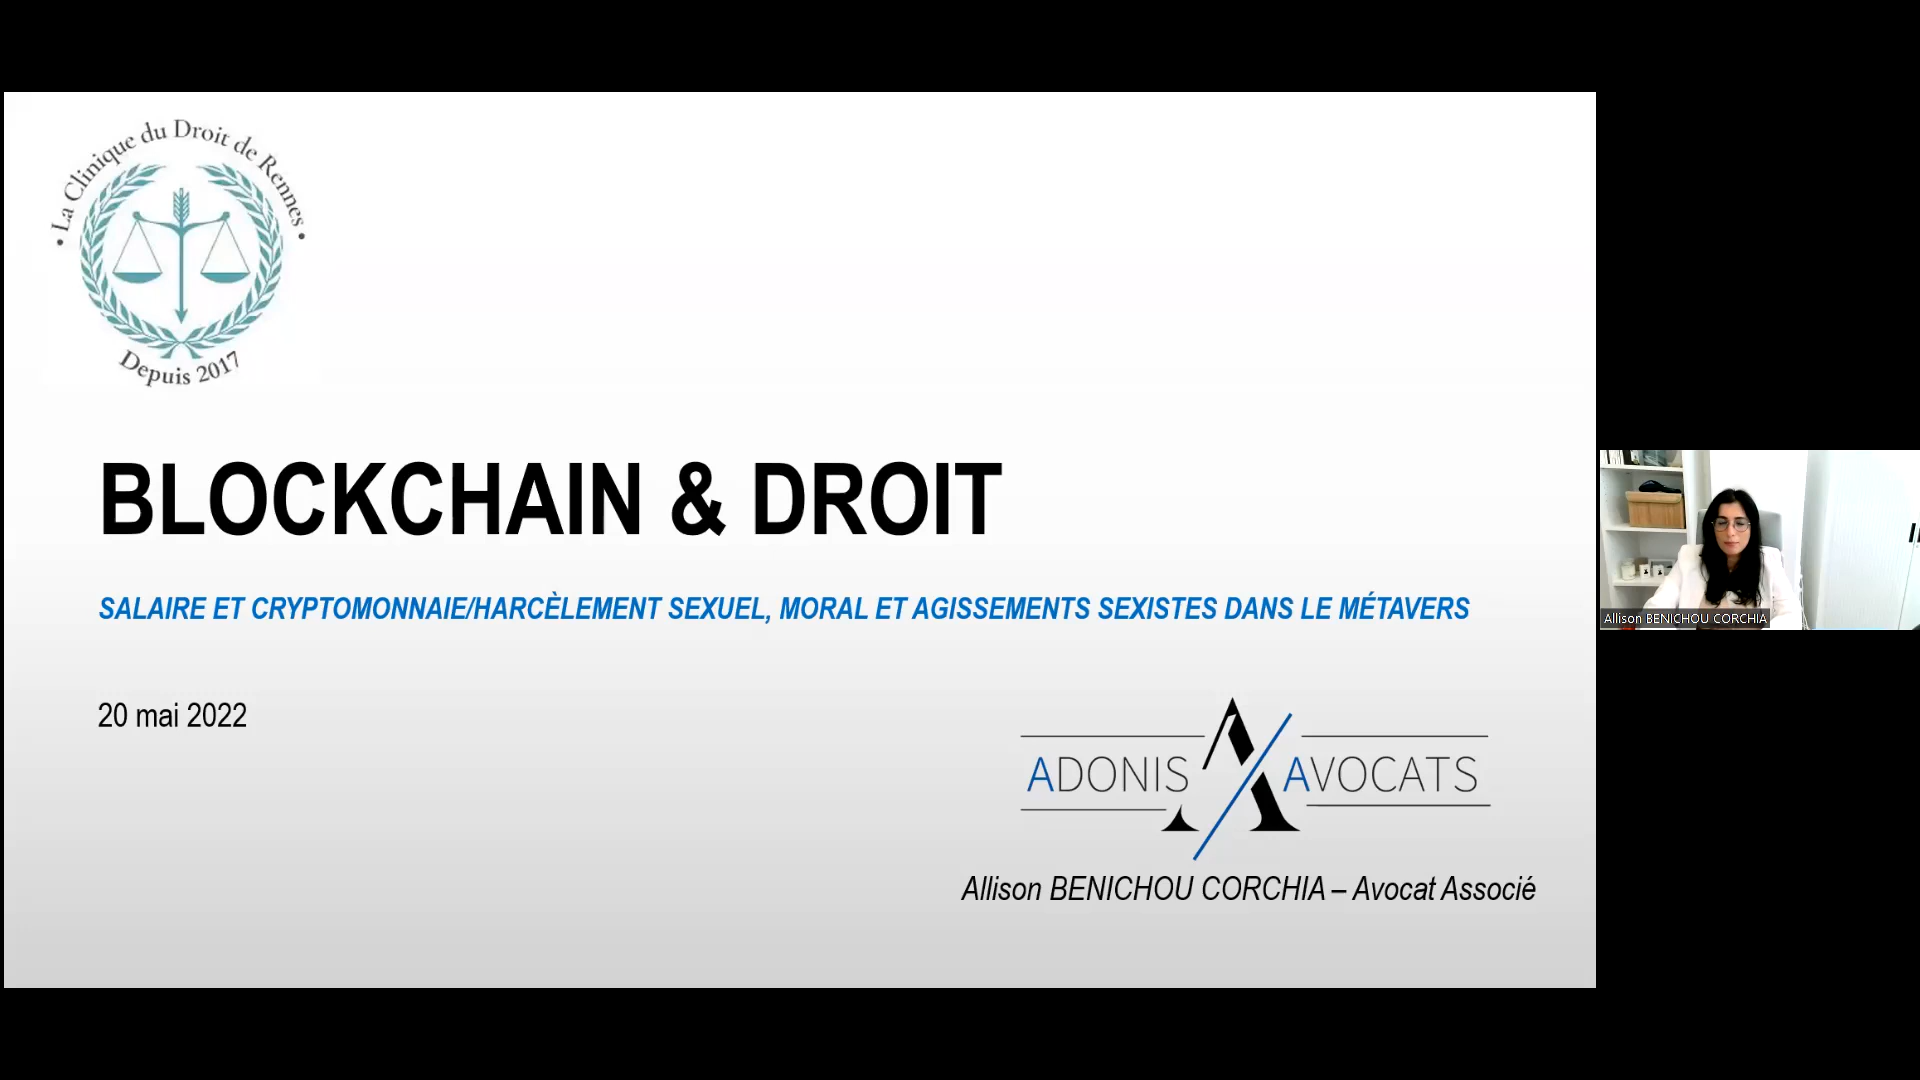 • La Clinique du Droit de Rennes •
Depuis 2017
BLOCKCHAIN & DROIT
SALAIRE ET CRYPTOMONNAIE/HARCÈLEMENT SEXUEL, MORAL ET AGISSEMENTS SEXISTES DANS LE MÉTAVERS
20 mai 2022
ADONIS AVOCATS
Allison BENICHOU CORCHIA – Avocat Associé
Allison BENICHOU CORCHIA